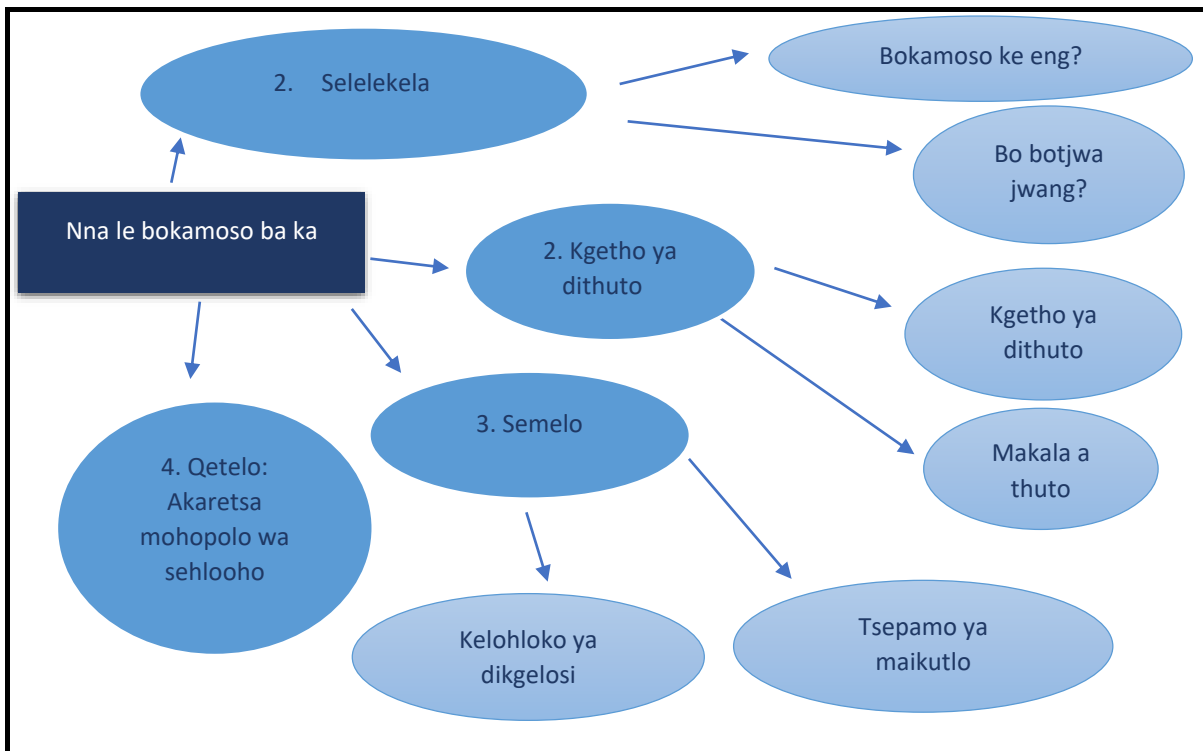 Bokamoso ke eng?
2. Selelekela
Bo botjwa
jwang?
Nna le bokamoso ba ka
2. Kgetho ya
dithuto
Kgetho ya
dithuto
3. Semelo
Makala a
thuto
4. Qetelo:
Akaretsa
mohopolo wa
sehlooho
Kelohloko ya
dikgelosi
Tsepamo ya
maikutlo